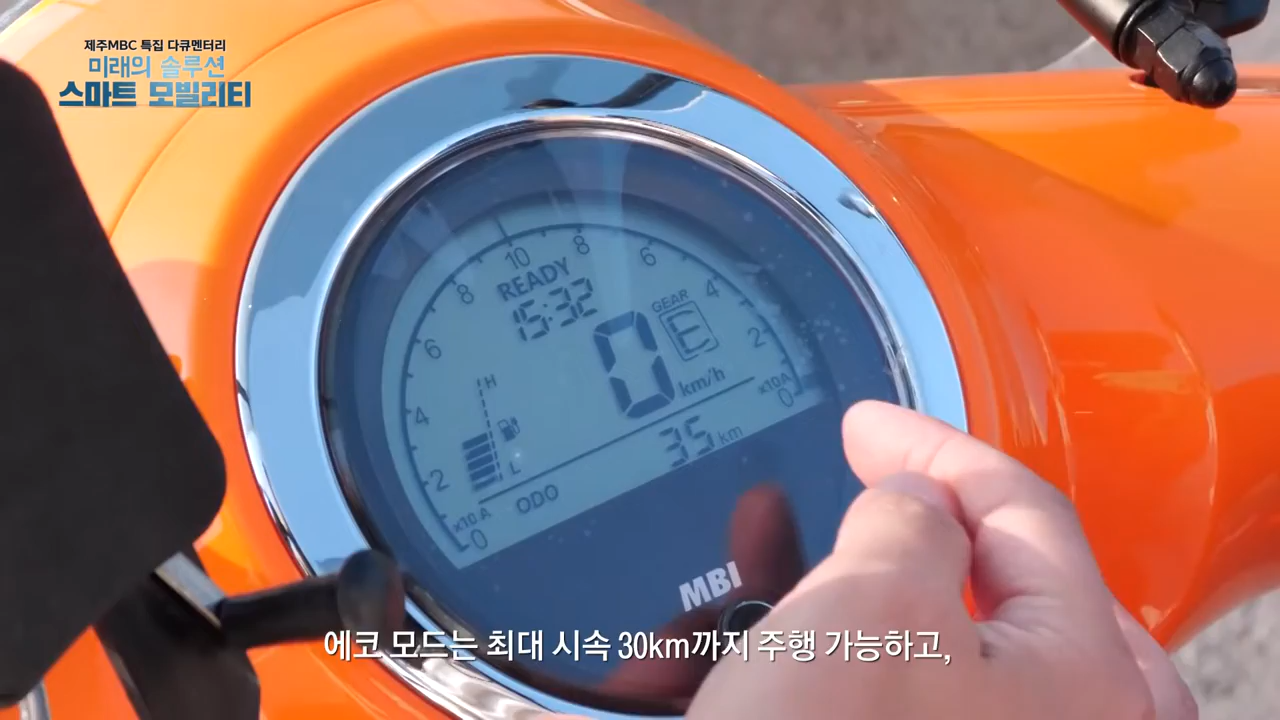 제주MBC 특집 다큐멘터리
미래의 솔루션
스마트 모빌리티
10 8 6 4 2 0
8 6 4 2 0
READY
15:32
GEAR
E
0 km/h
x10A
H
L
35 km
ODO
x10A
MBI
에코 모드는 최대 시속 30km까지 주행 가능하고,